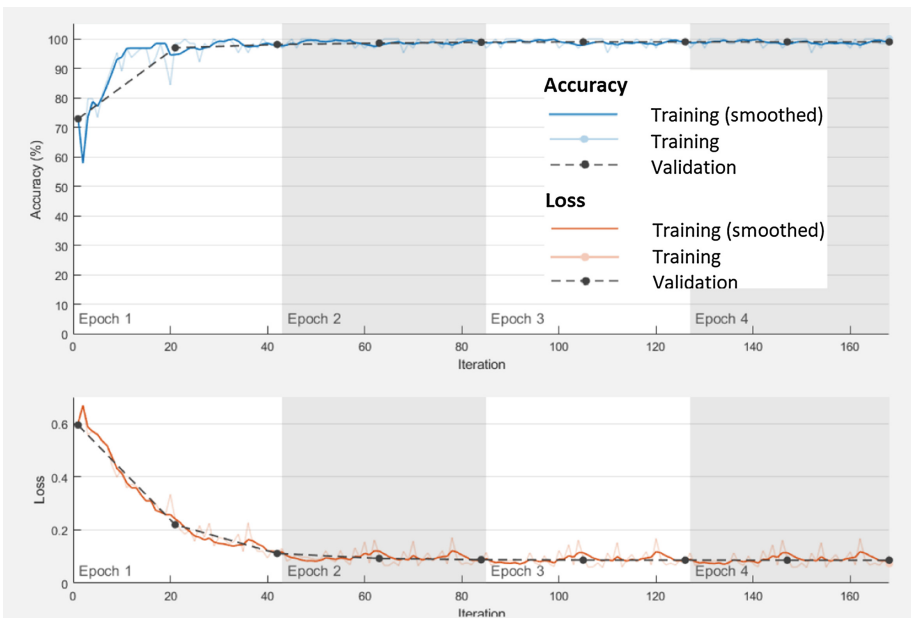 100
90
80
70
60
50
40
30
20
10
0
Accuracy (%)
Accuracy
Training (smoothed)
Training
Validation
Loss
Training (smoothed)
Training
Validation
Epoch 1 Epoch 2 Epoch 3 Epoch 4
0 20 40 60 80 100 120 140 160
Iteration
0.6
0.4
0.2
0
Loss
Epoch 1 Epoch 2 Epoch 3 Epoch 4
0 20 40 60 80 100 120 140 160
Iteration